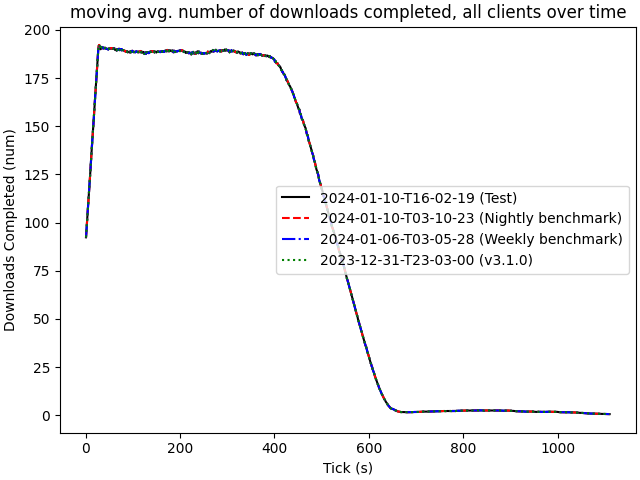 moving avg. number of downloads completed, all clients over time
Downloads Completed (num)
200
175
150
125
100
75
50
25
0
2024-01-10-T16-02-19 (Test)
2024-01-10-T03-10-23 (Nightly benchmark)
2024-01-06-T03-05-28 (Weekly benchmark)
2023-12-31-T23-03-00 (v3.1.0)
0 200 400 600 800 1000
Tick (s)